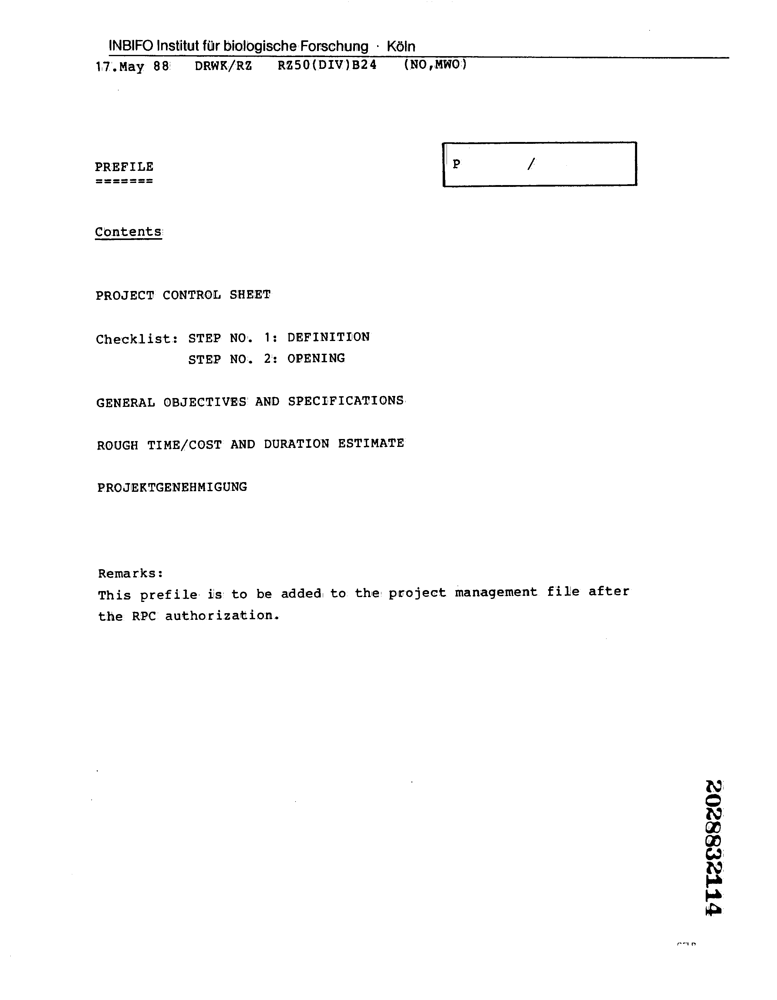 INBIFO Institut für biologische Forschung · Köln
17.May 88 DRWK/RZ RZ50(DIV)B24 (NO,MWO)
PREFILE
=======
P /
Contents
PROJECT CONTROL SHEET
Checklist: STEP NO. 1: DEFINITION
STEP NO. 2: OPENING
GENERAL OBJECTIVES AND SPECIFICATIONS
ROUGH TIME/COST AND DURATION ESTIMATE
PROJEKTGENEHMIGUNG
Remarks:
This prefile is to be added to the project management file after
the RPC authorization.
2028832114